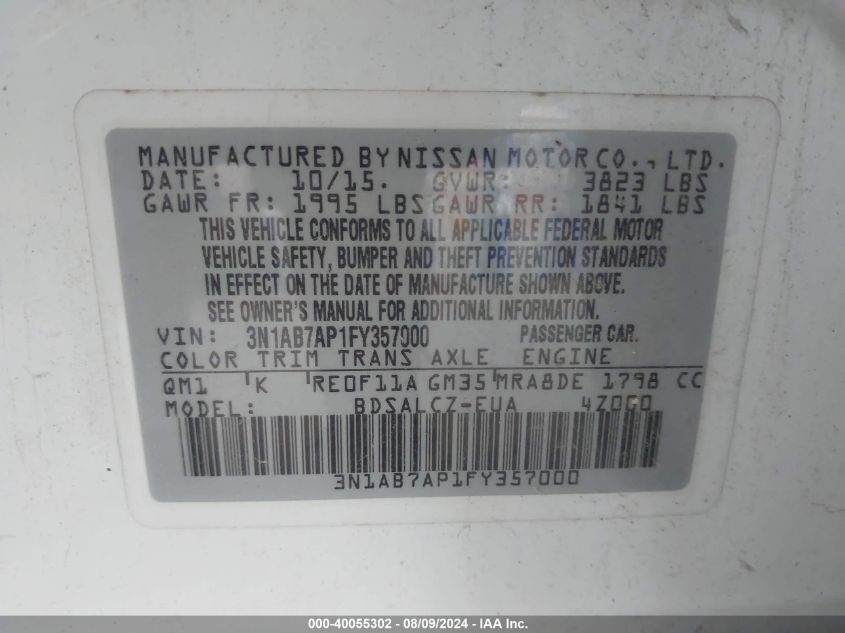 MANUFACTURED BY NISSAN MOTOR CO., LTD.
DATE: 10/15. GVWR: 3823 LBS
GAWR FR: 1995 LBS GAWR RR: 1841 LBS
THIS VEHICLE CONFORMS TO ALL APPLICABLE FEDERAL MOTOR
VEHICLE SAFETY, BUMPER AND THEFT PREVENTION STANDARDS
IN EFFECT ON THE DATE OF MANUFACTURE SHOWN ABOVE.
SEE OWNER'S MANUAL FOR ADDITIONAL INFORMATION.
VIN: 3N1AB7AP1FY357000 PASSENGER CAR.
COLOR TRIM TRANS AXLE ENGINE
QM1 K RE0F11A GM35 MRA8DE 1798 CC
MODEL: BDSALCZ-EUA 4Z0G0
3N1AB7AP1FY357000
000-40055302 - 08/09/2024 - IAA Inc.